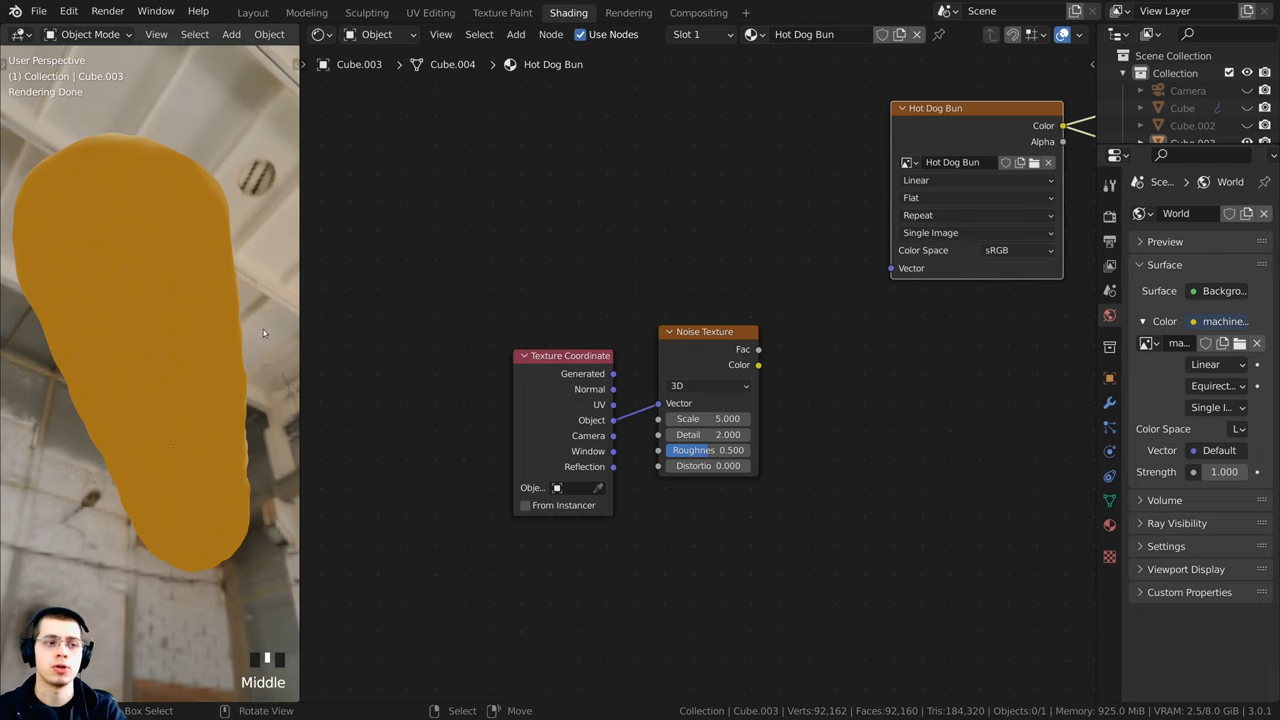 File Edit Render Window Help Layout Modeling Sculpting UV Editing Texture Paint Shading Rendering Compositing + Scene View Layer
Object Mode View Select Add Object Object View Select Add Node Use Nodes Slot 1 Hot Dog Bun
User Perspective
(1) Collection | Cube.003
Rendering Done
Cube.003 > Cube.004 > Hot Dog Bun
Scene Collection
Collection
Camera
Cube
Cube.002
Cube.003
Hot Dog Bun
Color
Alpha
Hot Dog Bun
Linear
Flat
Repeat
Single Image
Color Space sRGB
Vector
Texture Coordinate
Generated
Normal
UV
Object
Camera
Window
Reflection
Obje...
From Instancer
Noise Texture
Fac
Color
3D
Vector
Scale 5.000
Detail 2.000
Roughnes 0.500
Distortio 0.000
Sce... > World
World
Preview
Surface
Surface Backgro...
Color machine...
ma...
Linear
Equirect...
Single I...
Color Space L
Vector Default
Strength 1.000
Volume
Ray Visibility
Settings
Viewport Display
Custom Properties
Middle
Box Select Rotate View Select Move Collection | Cube.003 | Verts:92,162 | Faces:92,160 | Tris:184,320 | Objects:0/1 | Memory: 925.0 MiB | VRAM: 2.5/8.0 GiB | 3.0.1